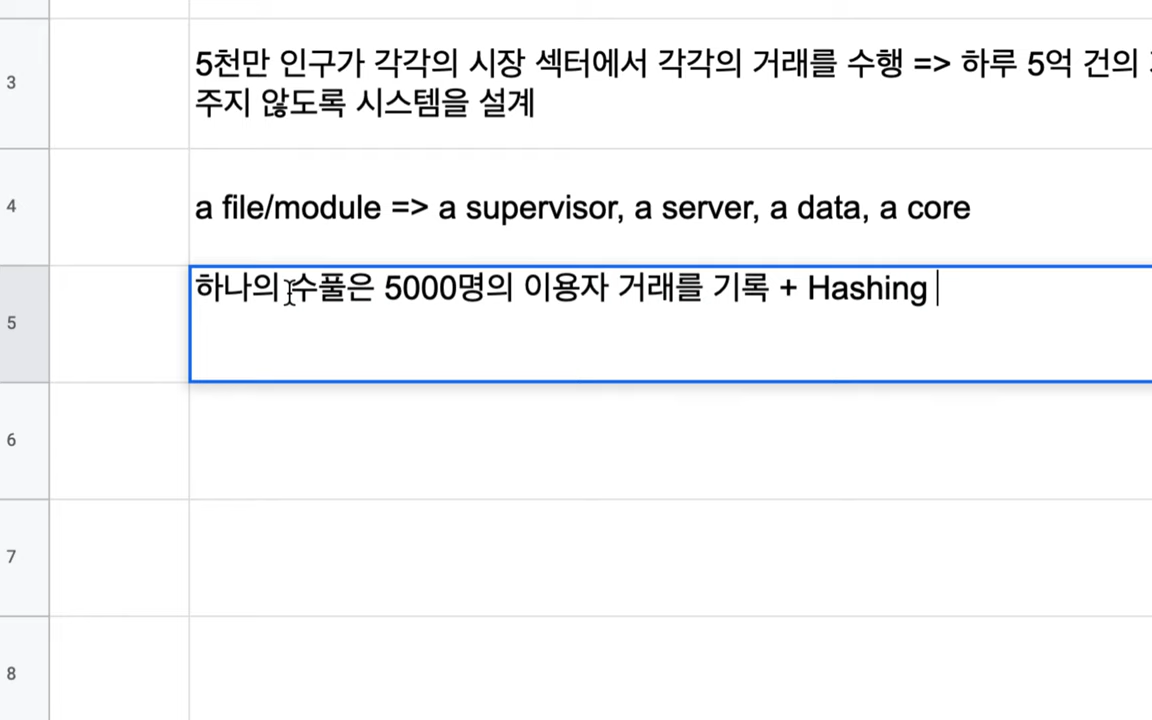 3
5천만 인구가 각각의 시장 섹터에서 각각의 거래를 수행 => 하루 5억 건의
주지 않도록 시스템을 설계
4
a file/module => a supervisor, a server, a data, a core
5
하나의 수풀은 5000명의 이용자 거래를 기록 + Hashing
6
7
8